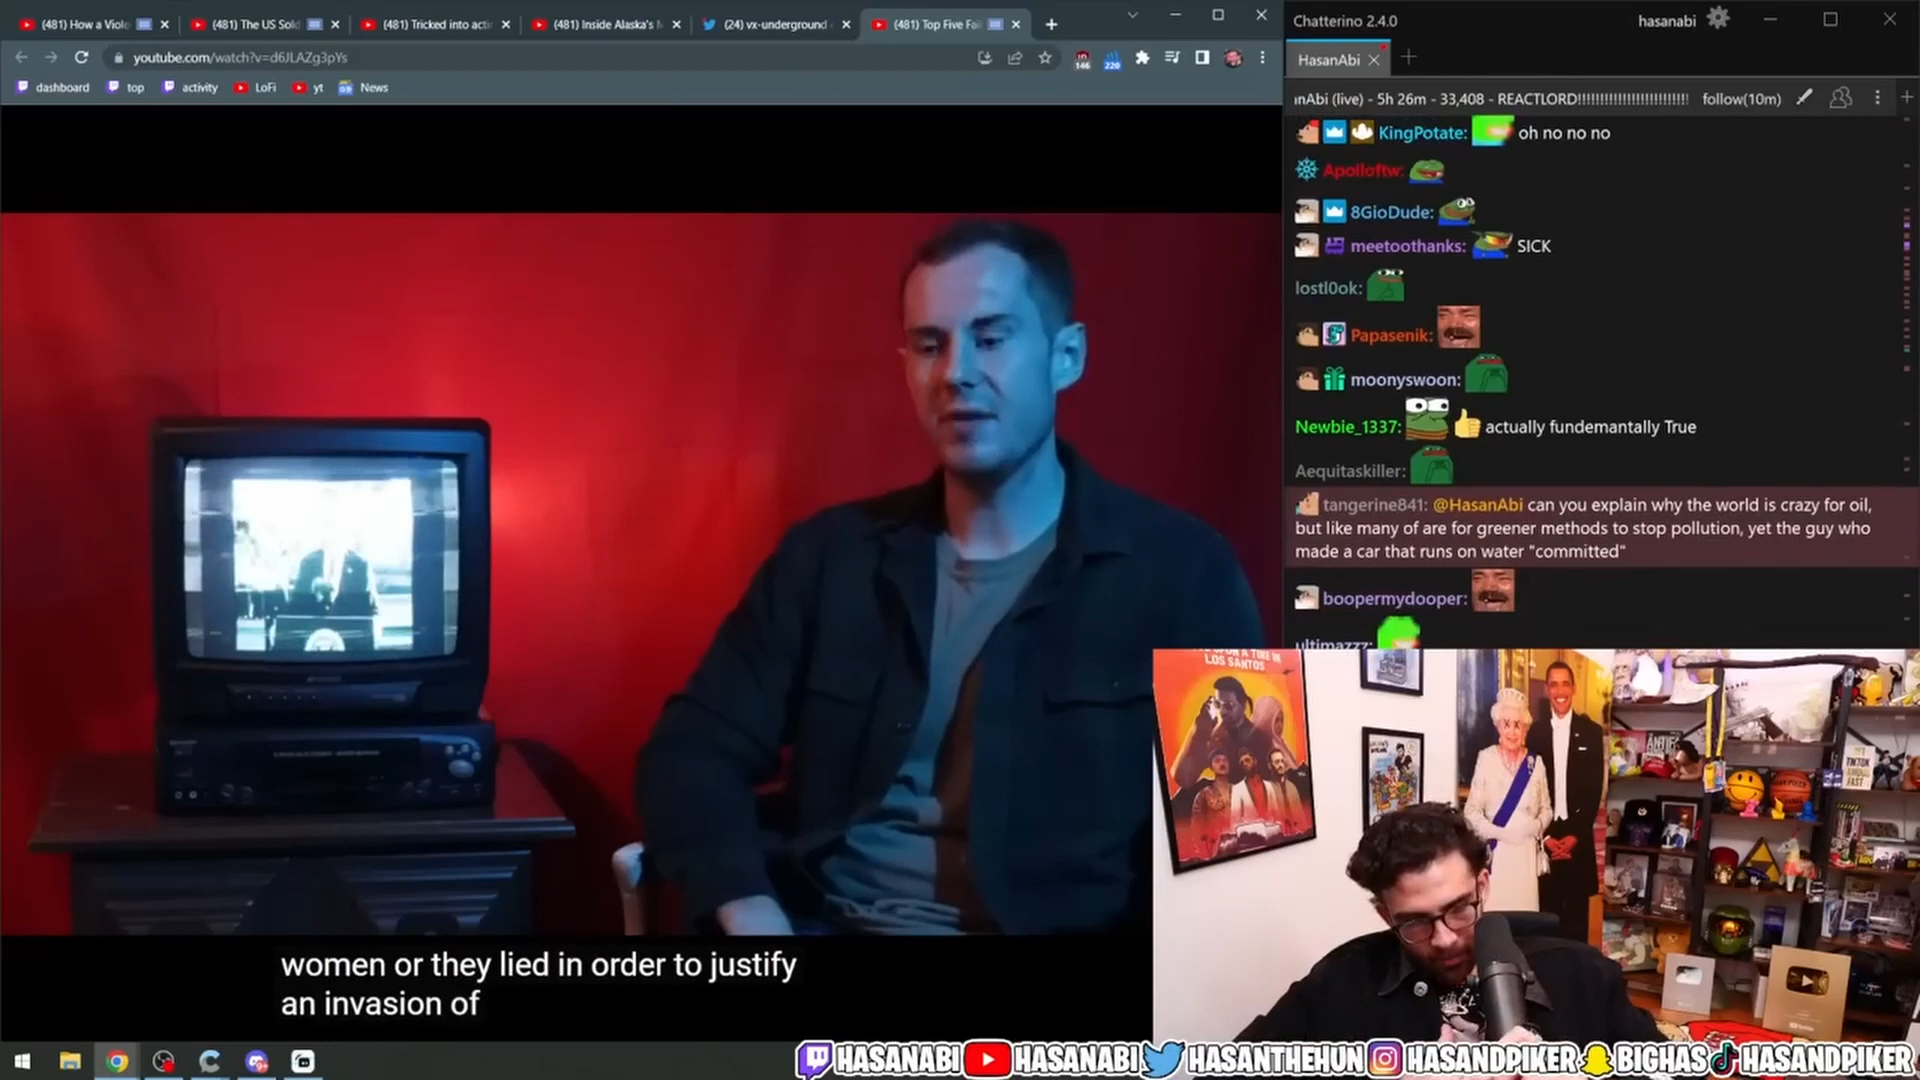 (481) How a Viole
(481) The US Sold
(481) Tricked into acti
(481) Inside Alaska's
(24) vx-underground
(481) Top Five Fai
youtube.com/watch?v=d6JLAZg3pYs
146
220
dashboard
top
activity
LoFi
yt
News
women or they lied in order to justify
an invasion of
Chatterino 2.4.0
hasanabi
HasanAbi
nAbi (live) - 5h 26m - 33,408 - REACTLORD!!!!!!!!!!!!!!!!!!!!!!!!! follow(10m)
KingPotate: oh no no no
Apolloftw:
8GioDude:
meetoothanks: SICK
lostl0ok:
Papasenik:
moonyswoon:
Newbie_1337: actually fundemantally True
Aequitaskiller:
tangerine841: @HasanAbi can you explain why the world is crazy for oil,
but like many of are for greener methods to stop pollution, yet the guy who
made a car that runs on water "committed"
boopermydooper:
ultimazzz:
LOS SANTOS
HASANABI HASANABI HASANTHEHUN HASANDPIKER BIGHAS HASANDPIKER